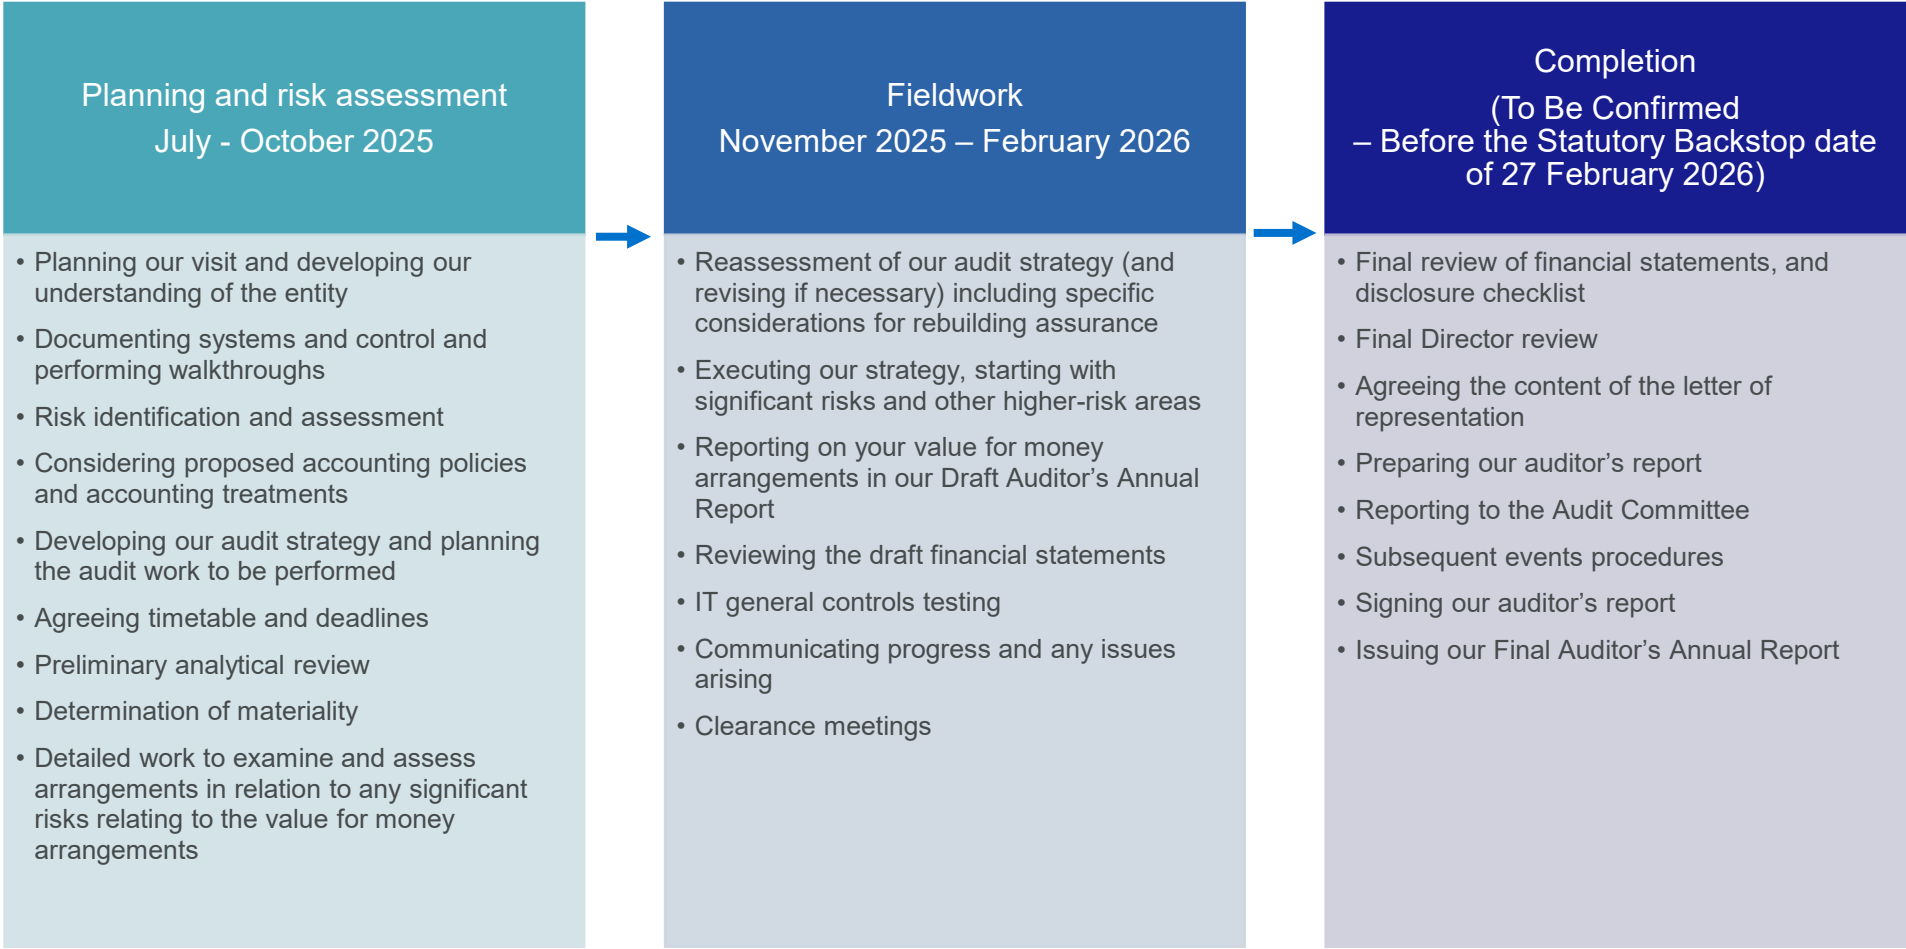 Planning and risk assessment
July - October 2025
• Planning our visit and developing our
understanding of the entity
• Documenting systems and control and
performing walkthroughs
• Risk identification and assessment
• Considering proposed accounting policies
and accounting treatments
• Developing our audit strategy and planning
the audit work to be performed
• Agreeing timetable and deadlines
• Preliminary analytical review
• Determination of materiality
• Detailed work to examine and assess
arrangements in relation to any significant
risks relating to the value for money
arrangements
Fieldwork
November 2025 – February 2026
• Reassessment of our audit strategy (and
revising if necessary) including specific
considerations for rebuilding assurance
• Executing our strategy, starting with
significant risks and other higher-risk areas
• Reporting on your value for money
arrangements in our Draft Auditor’s Annual
Report
• Reviewing the draft financial statements
• IT general controls testing
• Communicating progress and any issues
arising
• Clearance meetings
Completion
(To Be Confirmed
– Before the Statutory Backstop date
of 27 February 2026)
• Final review of financial statements, and
disclosure checklist
• Final Director review
• Agreeing the content of the letter of
representation
• Preparing our auditor’s report
• Reporting to the Audit Committee
• Subsequent events procedures
• Signing our auditor’s report
• Issuing our Final Auditor’s Annual Report